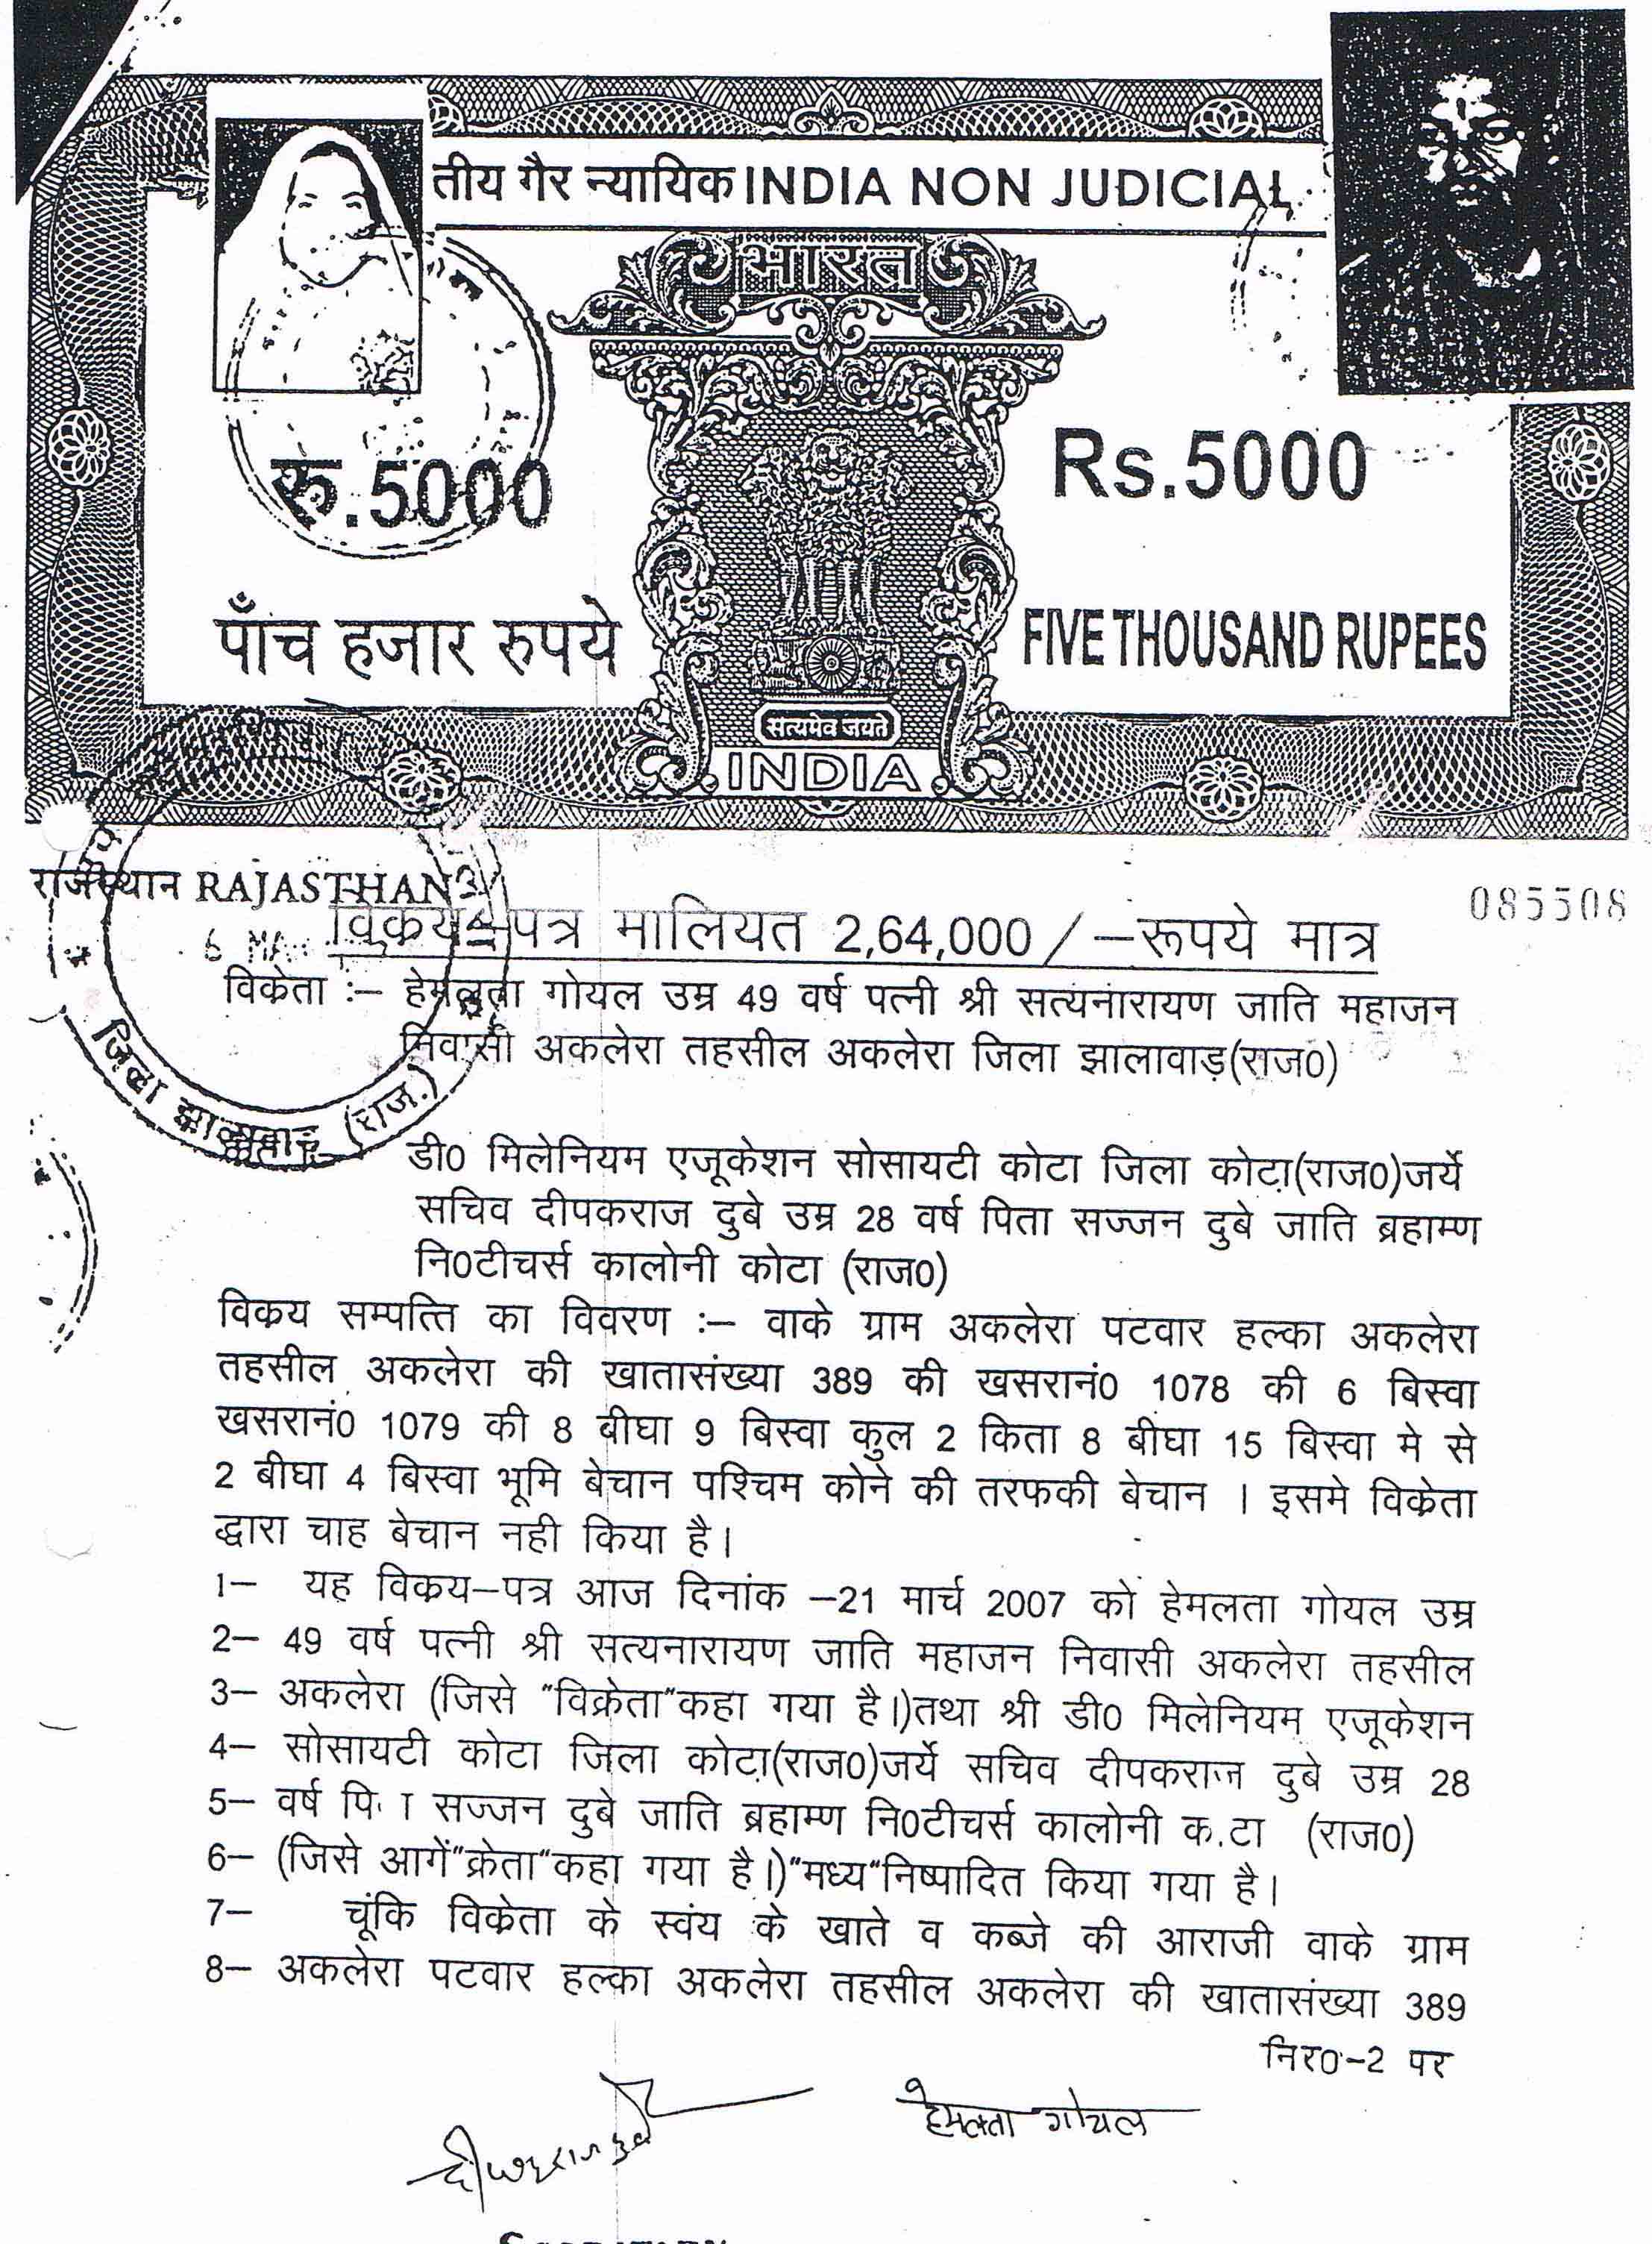 तीय गैर न्यायिक INDIA NON JUDICIAL
भारत
रु.5000
Rs.5000
पाँच हजार रुपये
FIVE THOUSAND RUPEES
सत्यमेव जयते
INDIA
राजस्थान RAJASTHAN
085508
विकय-पत्र मालियत 2,64,000/-रूपये मात्र
विकेता :- हेमलता गोयल उम्र 49 वर्ष पत्नी श्री सत्यनारायण जाति महाजन
निवासी अकलेरा तहसील अकलेरा जिला झालावाड़(राज0)
जिला झालावाड़ (राज.)
डी0 मिलेनियम एजूकेशन सोसायटी कोटा जिला कोटा(राज0)जर्ये
सचिव दीपकराज दुबे उम्र 28 वर्ष पिता सज्जन दुबे जाति ब्रहाम्ण
नि0टीचर्स कालोनी कोटा (राज0)
विकय सम्पत्ति का विवरण :- वाके ग्राम अकलेरा पटवार हल्का अकलेरा
तहसील अकलेरा की खातासंख्या 389 की खसरानं0 1078 की 6 बिस्वा
खसरानं0 1079 की 8 बीघा 9 बिस्वा कुल 2 किता 8 बीघा 15 बिस्वा मे से
2 बीघा 4 बिस्वा भूमि बेचान पश्चिम कोने की तरफकी बेचान । इसमे विकेता
द्वारा चाह बेचान नही किया है।
1- यह विकय-पत्र आज दिनांक -21 मार्च 2007 को हेमलता गोयल उम्र
2- 49 वर्ष पत्नी श्री सत्यनारायण जाति महाजन निवासी अकलेरा तहसील
3- अकलेरा (जिसे "विक्रेता"कहा गया है।)तथा श्री डी0 मिलेनियम एजूकेशन
4- सोसायटी कोटा जिला कोटा(राज0)जर्ये सचिव दीपकराज दुबे उम्र 28
5- वर्ष पिता सज्जन दुबे जाति ब्रहाम्ण नि0टीचर्स कालोनी कोटा (राज0)
6- (जिसे आगें"क्रेता"कहा गया है।)"मध्य"निष्पादित किया गया है।
7- चूंकि विकेता के स्वंय के खाते व कब्जे की आराजी वाके ग्राम
8- अकलेरा पटवार हल्का अकलेरा तहसील अकलेरा की खातासंख्या 389
निर0-2 पर
हेमलता गोयल